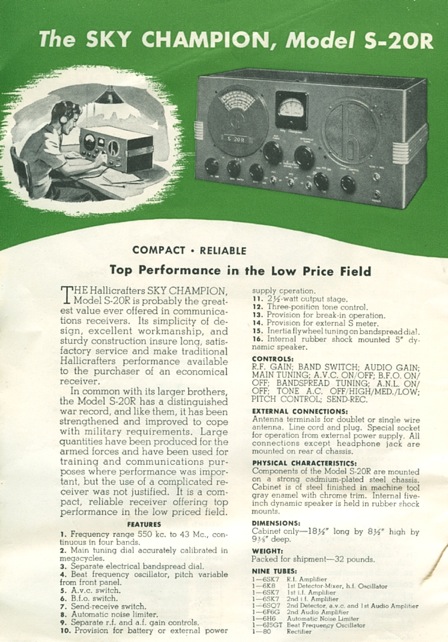 The SKY CHAMPION, Model S-20R
COMPACT • RELIABLE
Top Performance in the Low Price Field
THE Hallicrafters SKY CHAMPION,
Model S-20R is probably the great-
est value ever offered in communica-
tions receivers. Its simplicity of de-
sign, excellent workmanship, and
sturdy construction insure long, satis-
factory service and make traditional
Hallicrafters performance available
to the purchaser of an economical
receiver.
In common with its larger brothers,
the Model S-20R has a distinguished
war record, and like them, it has been
strengthened and improved to cope
with military requirements. Large
quantities have been produced for the
armed forces and have been used for
training and communications pur-
poses where performance was impor-
tant, but the use of a complicated re-
ceiver was not justified. It is a com-
pact, reliable receiver offering top
performance in the low priced field.
FEATURES
1. Frequency range 550 kc. to 43 Mc., con-
tinuous in four bands.
2. Main tuning dial accurately calibrated in
megacycles.
3. Separate electrical bandspread dial.
4. Beat frequency oscillator, pitch variable
from front panel.
5. A.v.c. switch.
6. B.f.o. switch.
7. Send-receive switch.
8. Automatic noise limiter.
9. Separate r.f. and a.f. gain controls.
10. Provision for battery or external power
supply operation.
11. 2½-watt output stage.
12. Three-position tone control.
13. Provision for break-in operation.
14. Provision for external S meter.
15. Inertia flywheel tuning on bandspread dial.
16. Internal rubber shock mounted 5" dy-
namic speaker.
CONTROLS:
R.F. GAIN; BAND SWITCH; AUDIO GAIN;
MAIN TUNING; A.V.C. ON/OFF; B.F.O. ON/
OFF; BANDSPREAD TUNING; A.N.L. ON/
OFF; TONE A.C. OFF/HIGH/MED./LOW;
PITCH CONTROL; SEND-REC.
EXTERNAL CONNECTIONS:
Antenna terminals for doublet or single wire
antenna. Line cord and plug. Special socket
for operation from external power supply. All
connections except headphone jack are
mounted on rear of chassis.
PHYSICAL CHARACTERISTICS:
Components of the Model S-20R are mounted
on a strong cadmium-plated steel chassis.
Cabinet is of steel finished in machine tool
gray enamel with chrome trim. Internal five-
inch dynamic speaker is held in rubber shock
mounts.
DIMENSIONS:
Cabinet only—18½" long by 8½" high by
9⅜" deep.
WEIGHT:
Packed for shipment—32 pounds.
NINE TUBES:
1—6SK7 R.F. Amplifier
1—6K8 1st Detector-Mixer, h.f. Oscillator
1—6SK7 1st i.f. Amplifier
1—6SK7 2nd i.f. Amplifier
1—6SQ7 2nd Detector, a.v.c. and 1st Audio Amplifier
1—6F6G 2nd Audio Amplifier
1—6H6 Automatic Noise Limiter
1—6J5GT Beat Frequency Oscillator
1—80 Rectifier